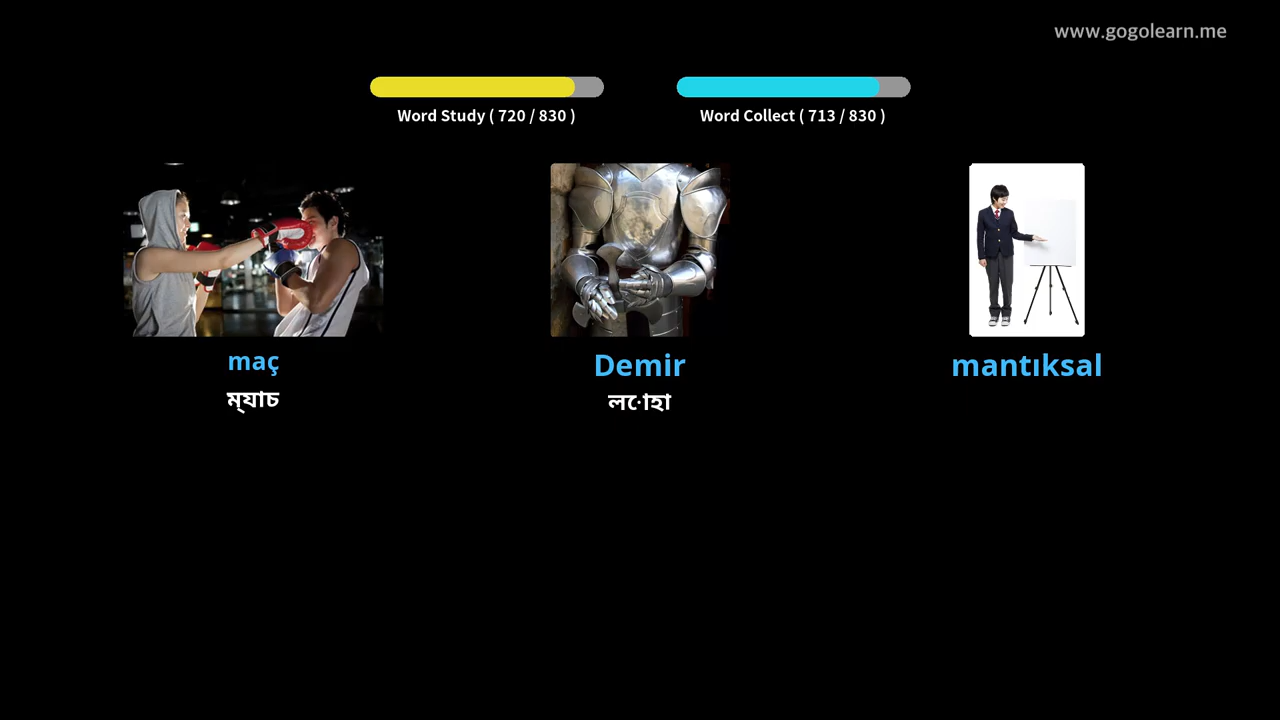 www.gogolearn.me
Word Study ( 720 / 830 )
Word Collect ( 713 / 830 )
maç
Demir
mantıksal
ম্যাচ
লোহা